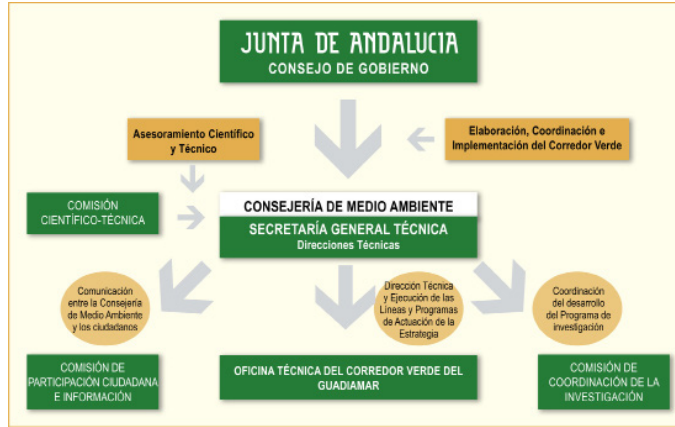 JUNTA DE ANDALUCIA
CONSEJO DE GOBIERNO
Asesoramiento Científico
y Técnico
Elaboración, Coordinación e
Implementación del Corredor Verde
COMISIÓN
CIENTÍFICO-TÉCNICA
CONSEJERÍA DE MEDIO AMBIENTE
SECRETARÍA GENERAL TÉCNICA
Direcciones Técnicas
Comunicación
entre la Consejería
de Medio Ambiente
y los ciudadanos
Dirección Técnica
y Ejecución de las
Líneas y Programas
de Actuación de la
Estrategia
Coordinación
del desarrollo
del Programa de
investigación
COMISIÓN DE
PARTICIPACIÓN CIUDADANA
E INFORMACIÓN
OFICINA TÉCNICA DEL CORREDOR VERDE DEL
GUADIAMAR
COMISIÓN DE
COORDINACIÓN DE LA
INVESTIGACIÓN